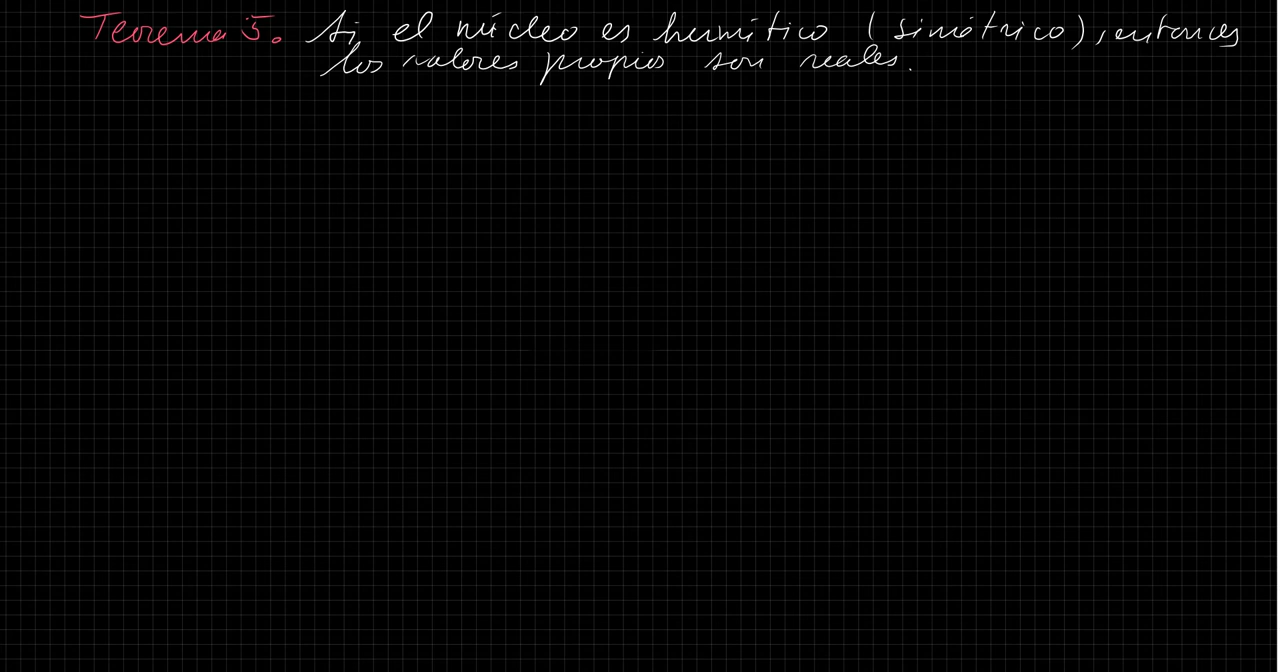 Teorema 5. Si el núcleo es hermítico (simétrico), entonces
los valores propios son reales.